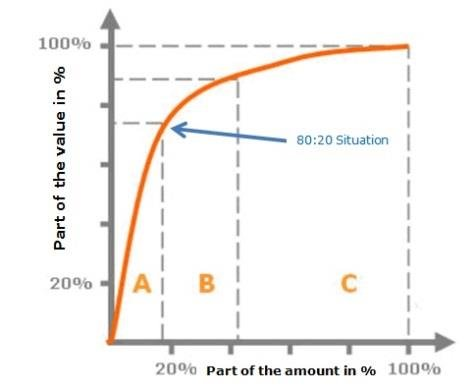 100%
Part of the value in %
80:20 Situation
20%
A
B
C
20%
Part of the amount in %
100%